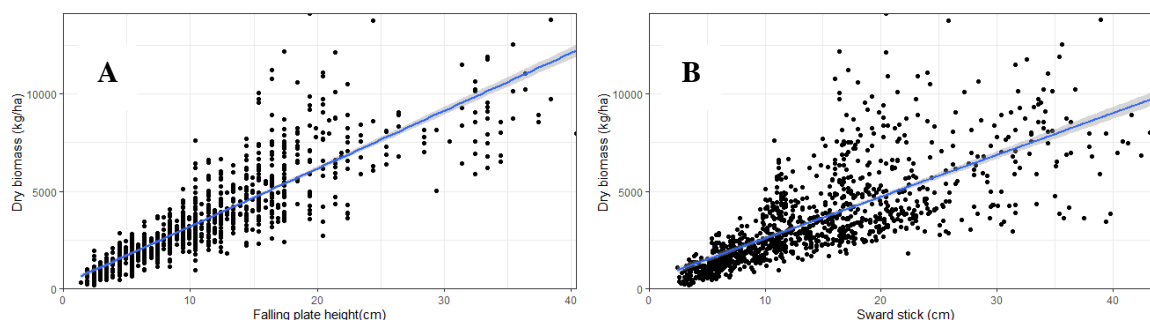 A
Dry biomass (kg/ha)
10000
5000
0
0 10 20 30 40
Falling plate height(cm)
B
Dry biomass (kg/ha)
10000
5000
0
0 10 20 30 40
Sward stick (cm)